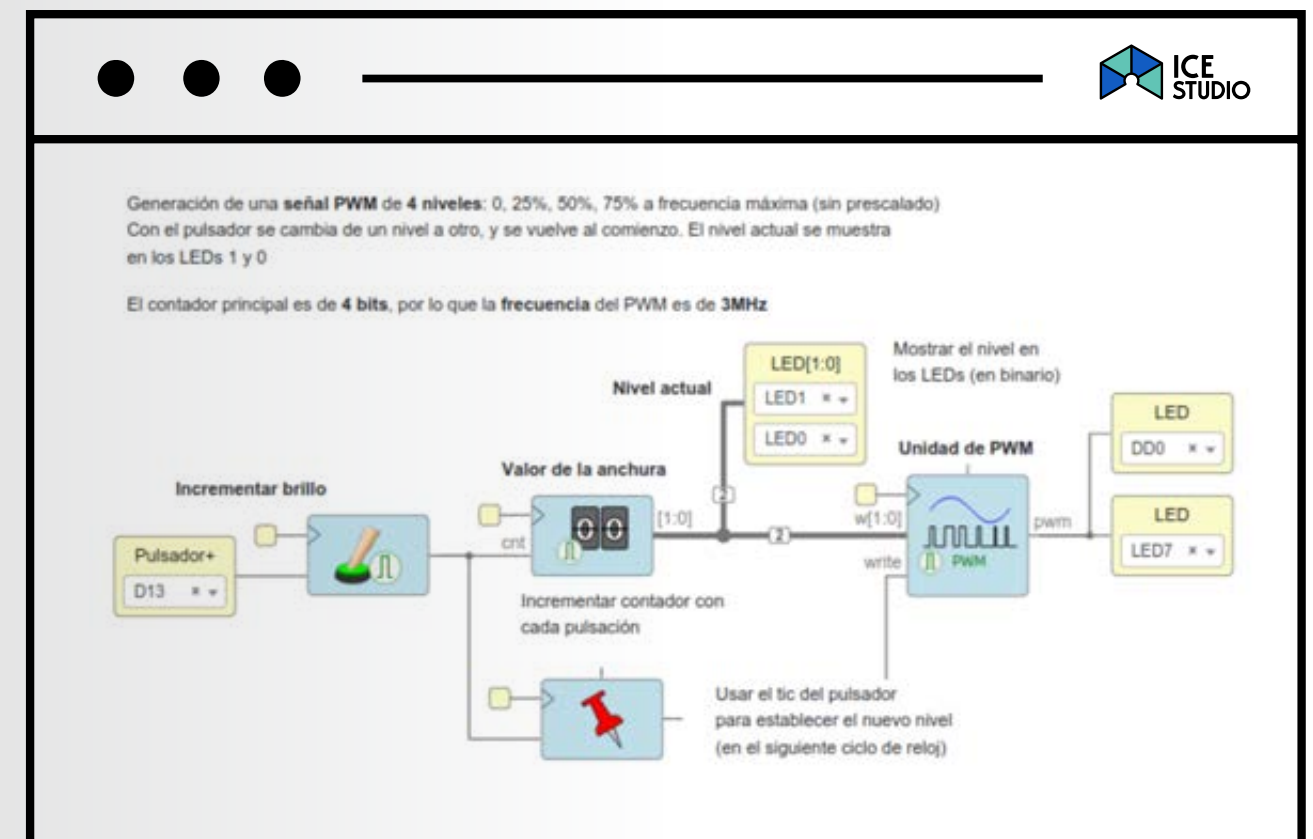 ICE
STUDIO
Generación de una señal PWM de 4 niveles: 0, 25%, 50%, 75% a frecuencia máxima (sin prescalado)
Con el pulsador se cambia de un nivel a otro, y se vuelve al comienzo. El nivel actual se muestra
en los LEDs 1 y 0
El contador principal es de 4 bits, por lo que la frecuencia del PWM es de 3MHz
Mostrar el nivel en
los LEDs (en binario)
LED[1:0]
LED1
LED0
Nivel actual
LED
DD0
Unidad de PWM
Valor de la anchura
Incrementar brillo
2
[1:0]
w[1:0]
2
cnt
00
pwm
LED
LED7
Pulsador+
D13
write
PWM
Incrementar contador con
cada pulsación
Usar el tic del pulsador
para establecer el nuevo nivel
(en el siguiente ciclo de reloj)